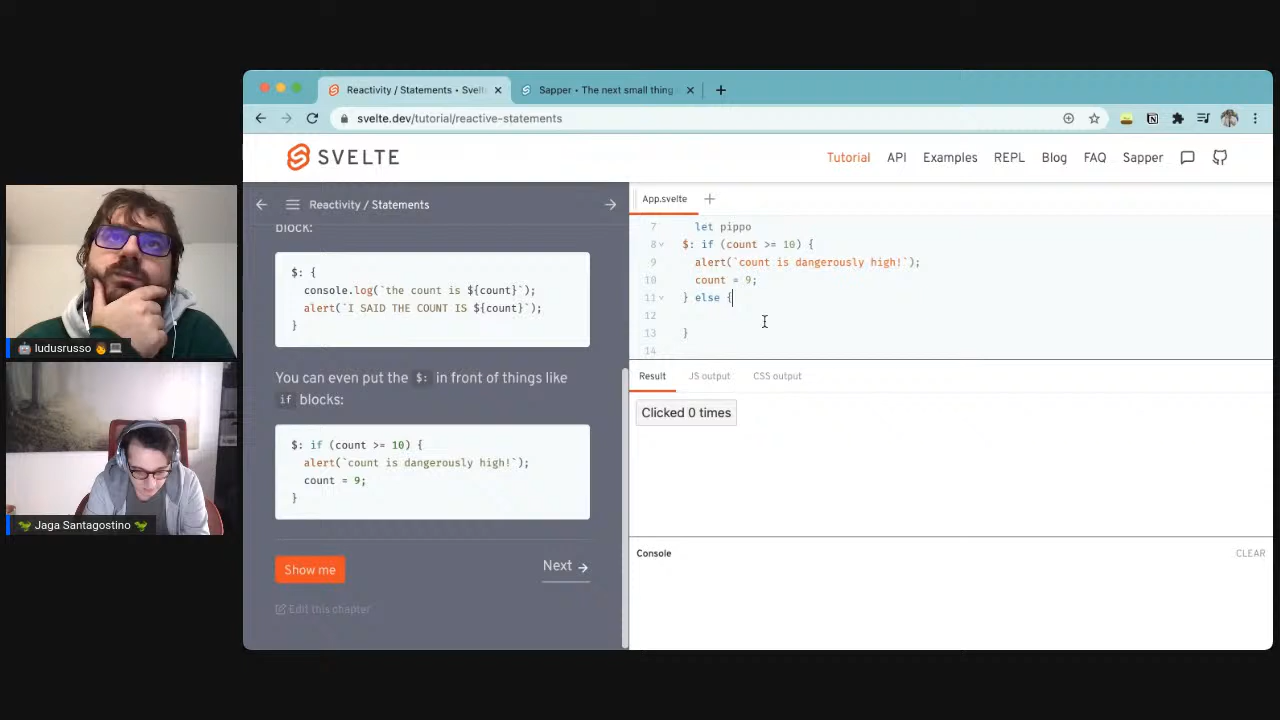 Reactivity / Statements • Svelt
Sapper • The next small thing
svelte.dev/tutorial/reactive-statements
SVELTE
Tutorial
API
Examples
REPL
Blog
FAQ
Sapper
Reactivity / Statements
block:
$: {
console.log(`the count is ${count}`);
alert(`I SAID THE COUNT IS ${count}`);
}
You can even put the $: in front of things like
if blocks:
$: if (count >= 10) {
alert(`count is dangerously high!`);
count = 9;
}
Show me
Next
Edit this chapter
App.svelte
7 let pippo
8 $: if (count >= 10) {
9 alert(`count is dangerously high!`);
10 count = 9;
11 } else {
12
13 }
14
Result
JS output
CSS output
Clicked 0 times
Console
CLEAR
ludusrusso
Jaga Santagostino